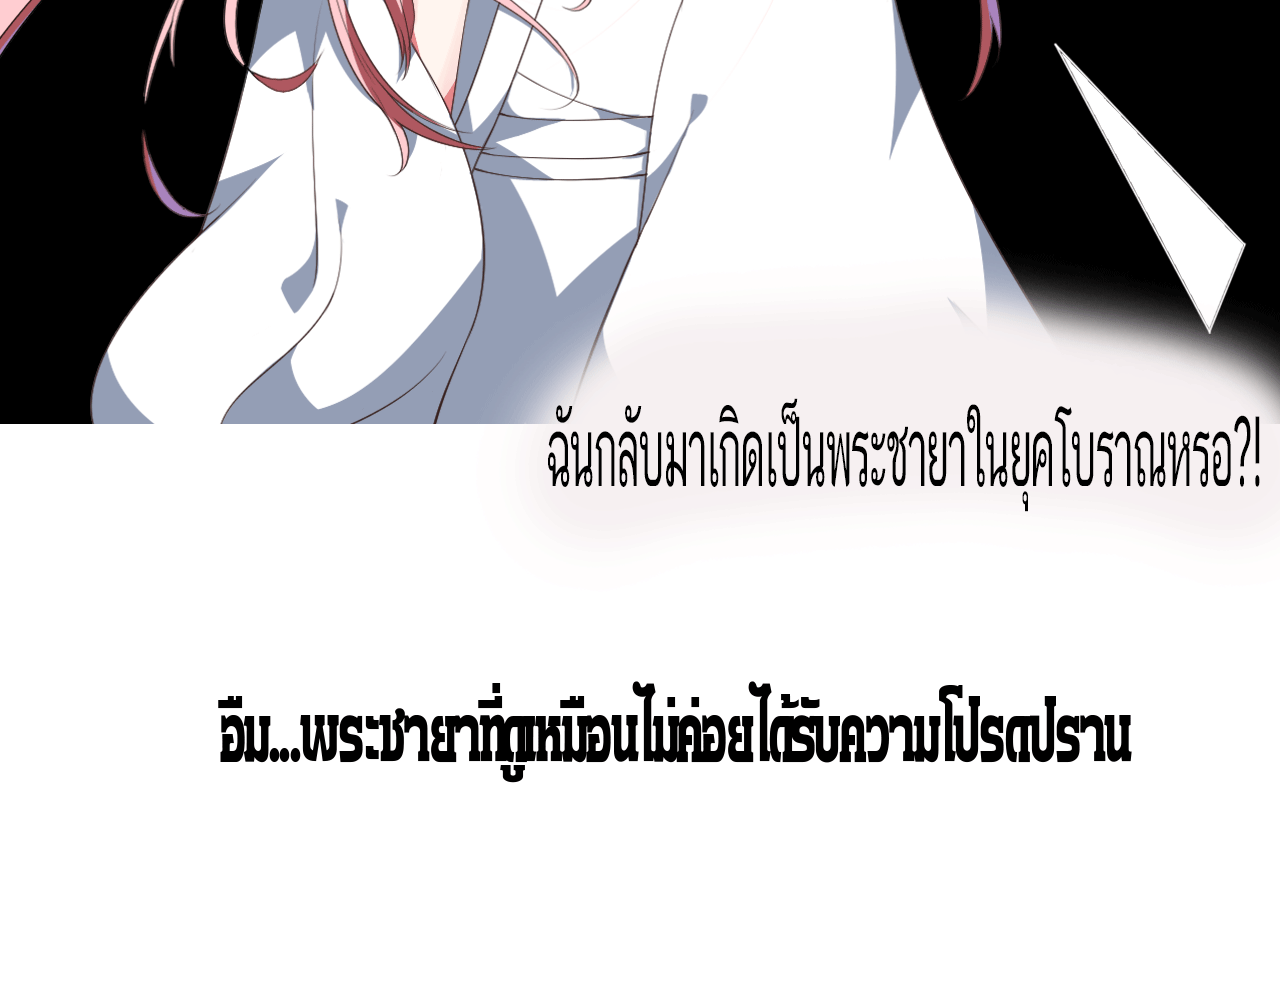 ฉันกลับมาเกิดเป็นพระชายาในยุคโบราณหรอ?!
อืม...พระชายาที่ดูเหมือนไม่ค่อยได้รับความโปรดปราน